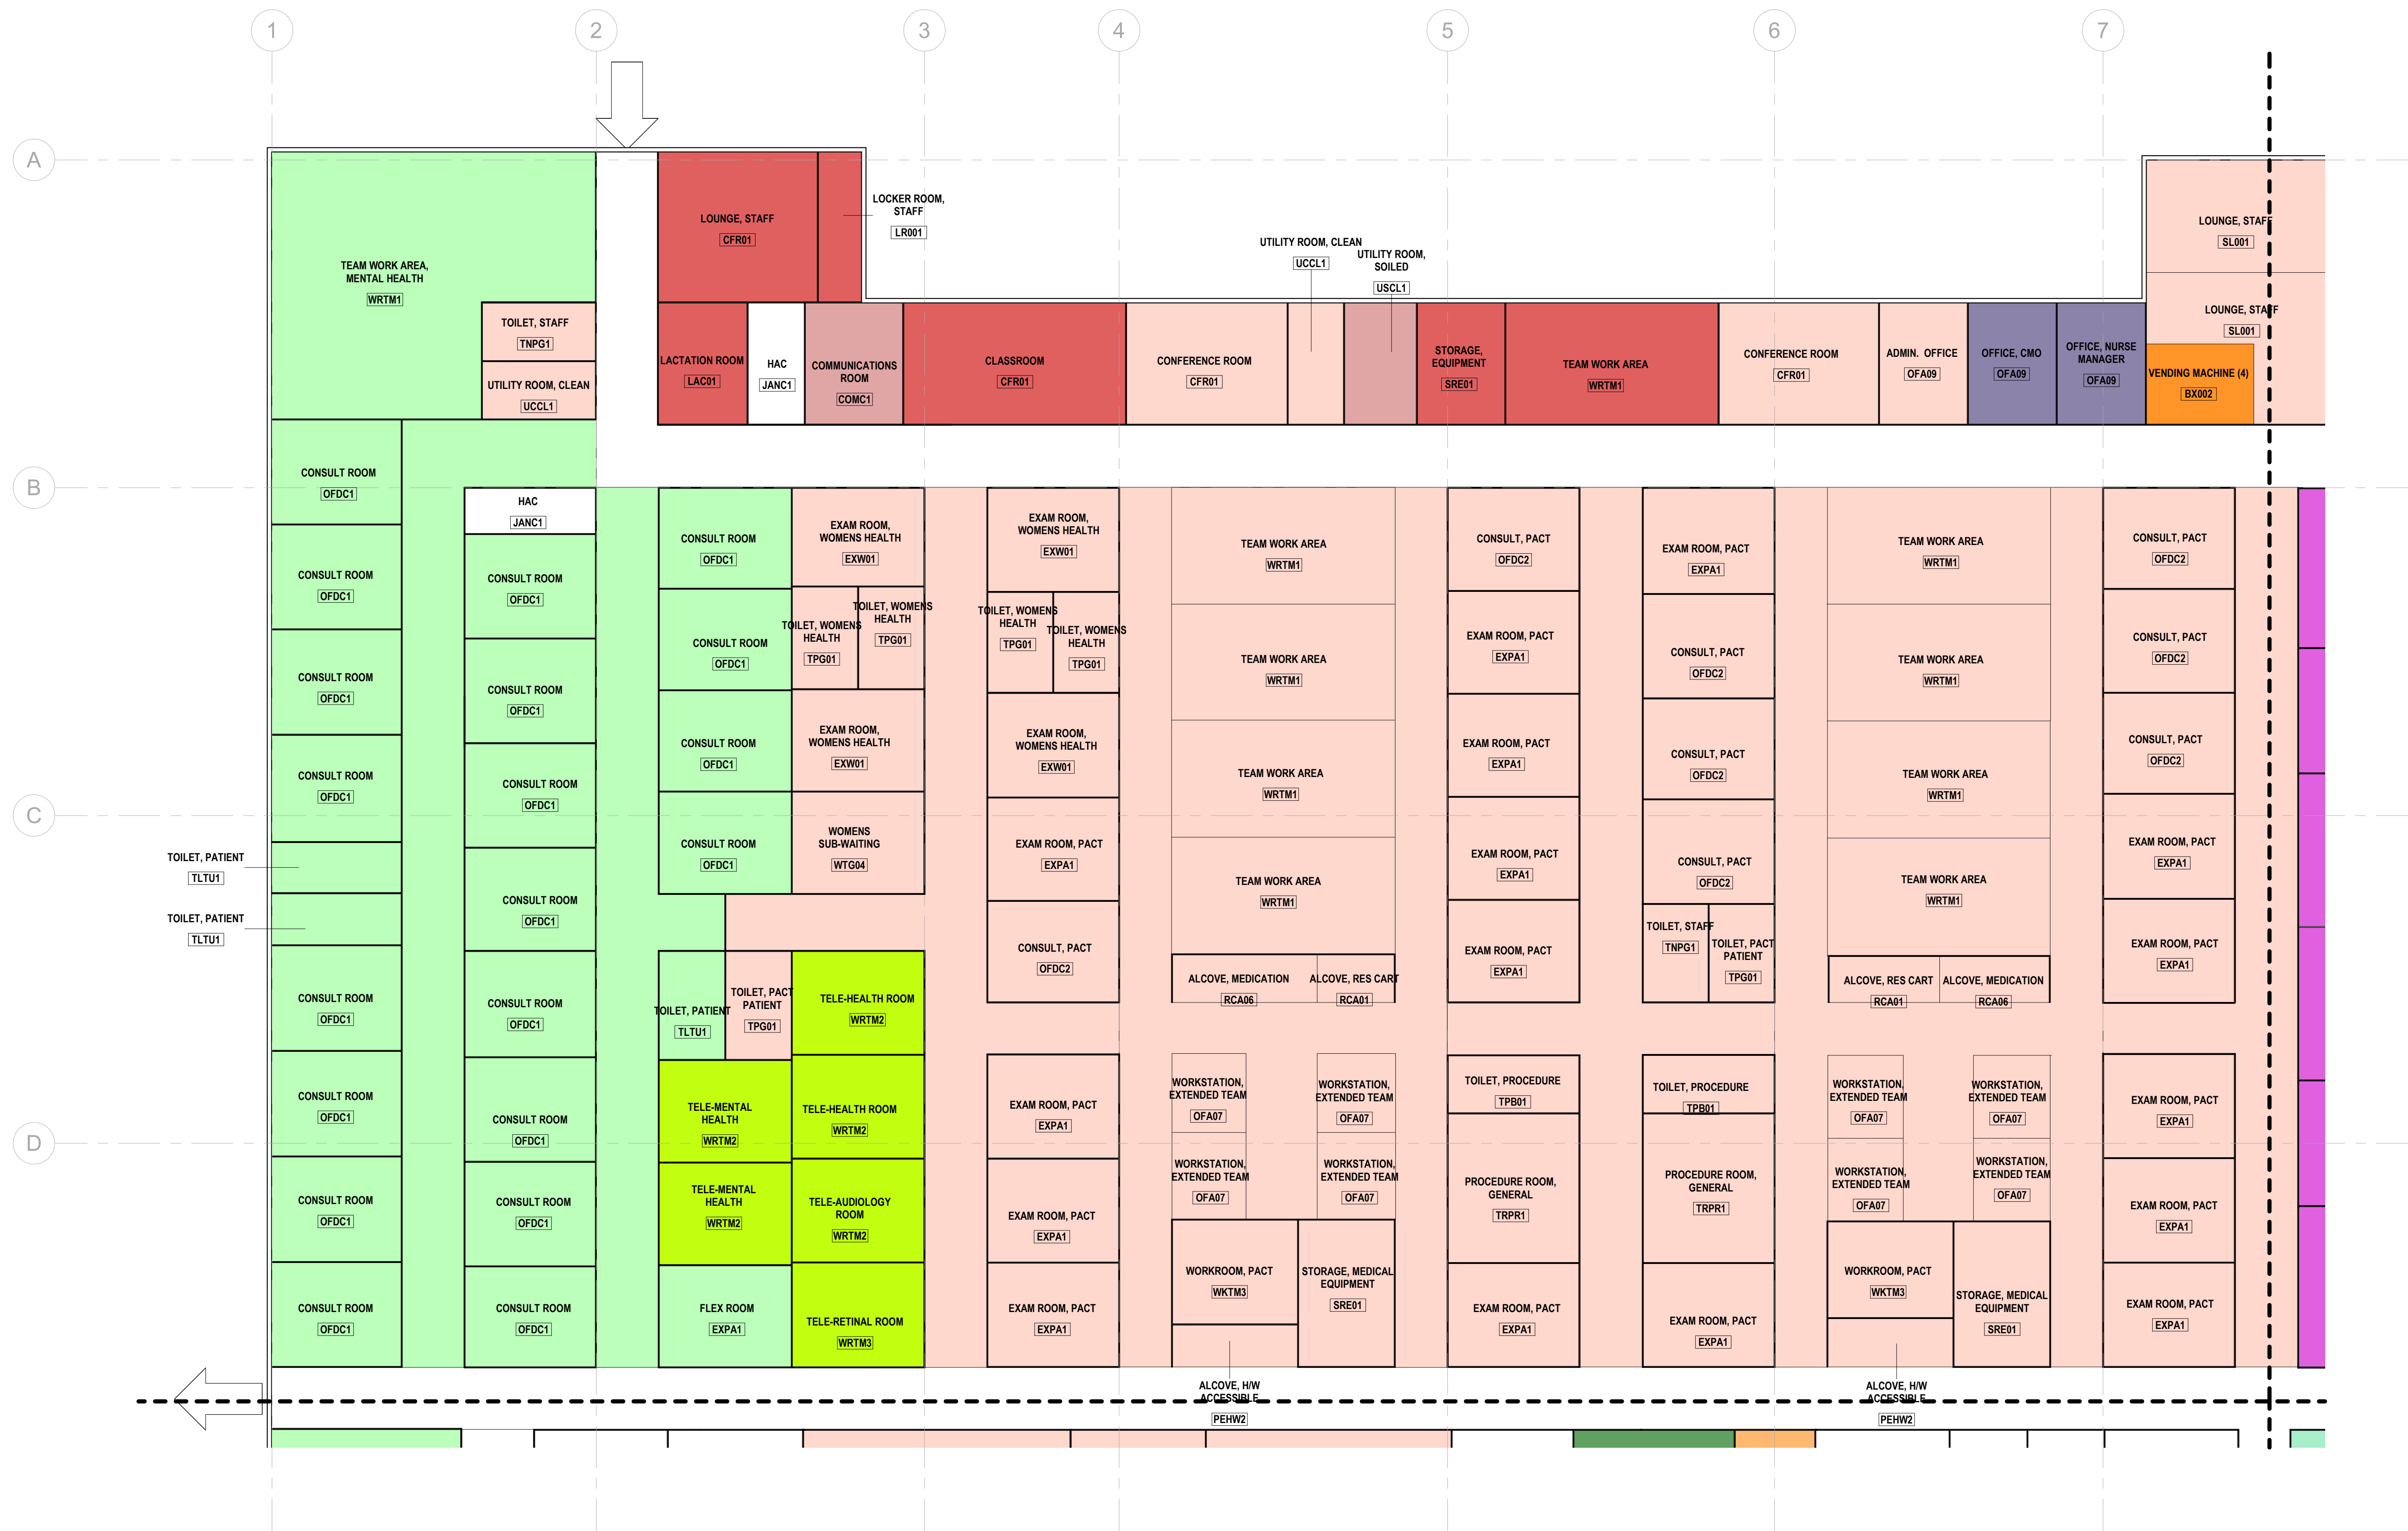 1
2
3
4
5
6
7
A
B
C
D
LOUNGE, STAFF
CFR01
LOCKER ROOM,
STAFF
LR001
LOUNGE, STAFF
SL001
TEAM WORK AREA,
MENTAL HEALTH
WRTM1
UTILITY ROOM, CLEAN
UCCL1
UTILITY ROOM,
SOILED
USCL1
TOILET, STAFF
TNPG1
UTILITY ROOM, CLEAN
UCCL1
LACTATION ROOM
LAC01
HAC
JANC1
COMMUNICATIONS
ROOM
COMC1
CLASSROOM
CFR01
CONFERENCE ROOM
CFR01
STORAGE,
EQUIPMENT
SRE01
TEAM WORK AREA
WRTM1
CONFERENCE ROOM
CFR01
ADMIN. OFFICE
OFA09
OFFICE, CMO
OFA09
OFFICE, NURSE
MANAGER
OFA09
LOUNGE, STAFF
SL001
VENDING MACHINE (4)
BX002
CONSULT ROOM
OFDC1
CONSULT ROOM
OFDC1
CONSULT ROOM
OFDC1
CONSULT ROOM
OFDC1
TOILET, PATIENT
TLTU1
TOILET, PATIENT
TLTU1
CONSULT ROOM
OFDC1
CONSULT ROOM
OFDC1
CONSULT ROOM
OFDC1
CONSULT ROOM
OFDC1
HAC
JANC1
CONSULT ROOM
OFDC1
CONSULT ROOM
OFDC1
CONSULT ROOM
OFDC1
CONSULT ROOM
OFDC1
CONSULT ROOM
OFDC1
CONSULT ROOM
OFDC1
CONSULT ROOM
OFDC1
CONSULT ROOM
OFDC1
CONSULT ROOM
OFDC1
CONSULT ROOM
OFDC1
CONSULT ROOM
OFDC1
CONSULT ROOM
OFDC1
TOILET, PATIENT
TLTU1
TOILET, PACT
PATIENT
TPG01
TELE-MENTAL
HEALTH
WRTM2
TELE-MENTAL
HEALTH
WRTM2
FLEX ROOM
EXPA1
EXAM ROOM,
WOMENS HEALTH
EXW01
TOILET, WOMENS
HEALTH
TPG01
TOILET, WOMENS
HEALTH
TPG01
EXAM ROOM,
WOMENS HEALTH
EXW01
WOMENS
SUB-WAITING
WTG04
TELE-HEALTH ROOM
WRTM2
TELE-HEALTH ROOM
WRTM2
TELE-AUDIOLOGY
ROOM
WRTM2
TELE-RETINAL ROOM
WRTM3
EXAM ROOM,
WOMENS HEALTH
EXW01
TOILET, WOMENS
HEALTH
TPG01
TOILET, WOMENS
HEALTH
TPG01
EXAM ROOM,
WOMENS HEALTH
EXW01
EXAM ROOM, PACT
EXPA1
CONSULT, PACT
OFDC2
EXAM ROOM, PACT
EXPA1
EXAM ROOM, PACT
EXPA1
EXAM ROOM, PACT
EXPA1
TEAM WORK AREA
WRTM1
TEAM WORK AREA
WRTM1
TEAM WORK AREA
WRTM1
TEAM WORK AREA
WRTM1
ALCOVE, MEDICATION
RCA06
ALCOVE, RES CART
RCA01
WORKSTATION,
EXTENDED TEAM
OFA07
WORKSTATION,
EXTENDED TEAM
OFA07
WORKSTATION,
EXTENDED TEAM
OFA07
WORKSTATION,
EXTENDED TEAM
OFA07
WORKROOM, PACT
WKTM3
STORAGE, MEDICAL
EQUIPMENT
SRE01
ALCOVE, H/W
ACCESSIBLE
PEHW2
CONSULT, PACT
OFDC2
EXAM ROOM, PACT
EXPA1
EXAM ROOM, PACT
EXPA1
EXAM ROOM, PACT
EXPA1
EXAM ROOM, PACT
EXPA1
TOILET, PROCEDURE
TPB01
PROCEDURE ROOM,
GENERAL
TRPR1
EXAM ROOM, PACT
EXPA1
EXAM ROOM, PACT
EXPA1
CONSULT, PACT
OFDC2
CONSULT, PACT
OFDC2
CONSULT, PACT
OFDC2
TOILET, STAFF
TNPG1
TOILET, PACT
PATIENT
TPG01
TOILET, PROCEDURE
TPB01
PROCEDURE ROOM,
GENERAL
TRPR1
EXAM ROOM, PACT
EXPA1
TEAM WORK AREA
WRTM1
TEAM WORK AREA
WRTM1
TEAM WORK AREA
WRTM1
TEAM WORK AREA
WRTM1
ALCOVE, RES CART
RCA01
ALCOVE, MEDICATION
RCA06
WORKSTATION,
EXTENDED TEAM
OFA07
WORKSTATION,
EXTENDED TEAM
OFA07
WORKSTATION,
EXTENDED TEAM
OFA07
WORKSTATION,
EXTENDED TEAM
OFA07
WORKROOM, PACT
WKTM3
STORAGE, MEDICAL
EQUIPMENT
SRE01
ALCOVE, H/W
ACCESSIBLE
PEHW2
CONSULT, PACT
OFDC2
CONSULT, PACT
OFDC2
CONSULT, PACT
OFDC2
EXAM ROOM, PACT
EXPA1
EXAM ROOM, PACT
EXPA1
EXAM ROOM, PACT
EXPA1
EXAM ROOM, PACT
EXPA1
EXAM ROOM, PACT
EXPA1